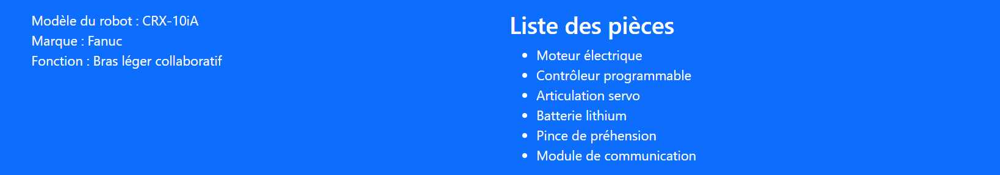 Modèle du robot : CRX-10iA
Marque : Fanuc
Fonction : Bras léger collaboratif
Liste des pièces
• Moteur électrique
• Contrôleur programmable
• Articulation servo
• Batterie lithium
• Pince de préhension
• Module de communication